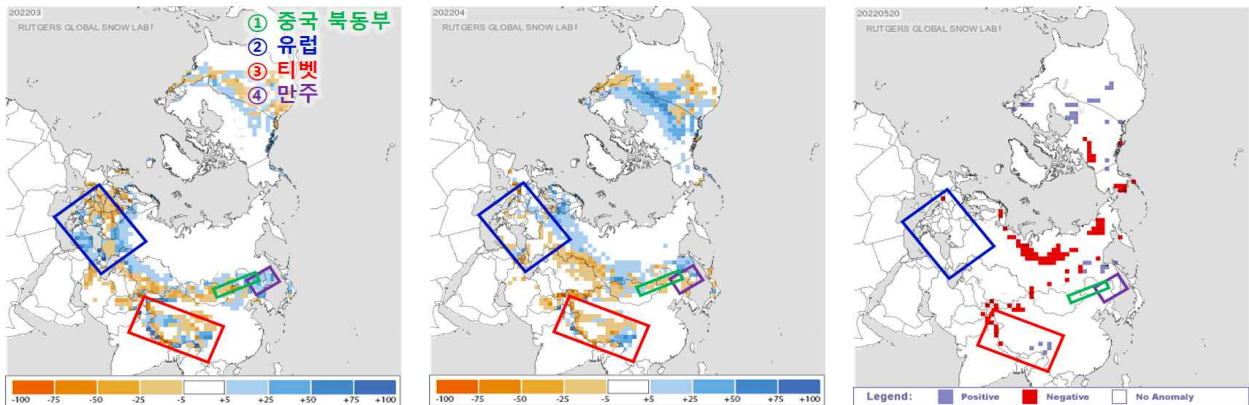 202203
RUTGERS GLOBAL SNOW LAB
① 중국 북동부
② 유럽
③ 티벳
④ 만주
-100 -75 -50 -25 -5 +5 +25 +50 +75 +100
202204
RUTGERS GLOBAL SNOW LAB
-100 -75 -50 -25 -5 +5 +25 +50 +75 +100
20220520
RUTGERS GLOBAL SNOW LAB
Legend: Positive Negative No Anomaly